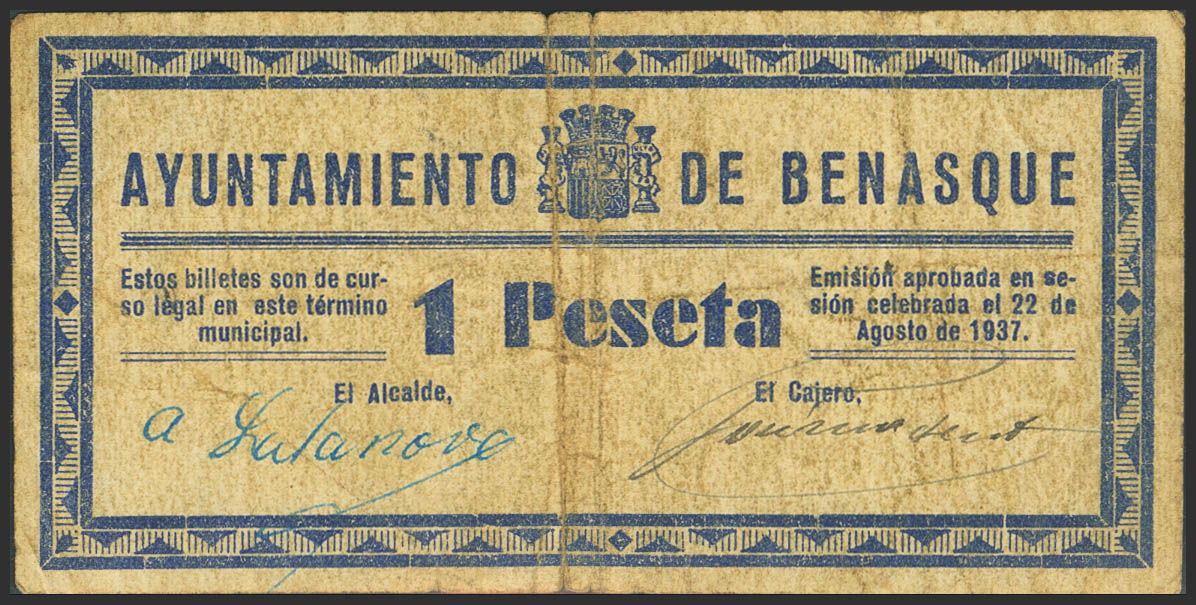 AYUNTAMIENTO DE BENASQUE
Estos billetes son de cur-
so legal en este término
municipal.
1 Peseta
Emisión aprobada en se-
sión celebrada el 22 de
Agosto de 1937.
El Alcalde,
El Cajero,